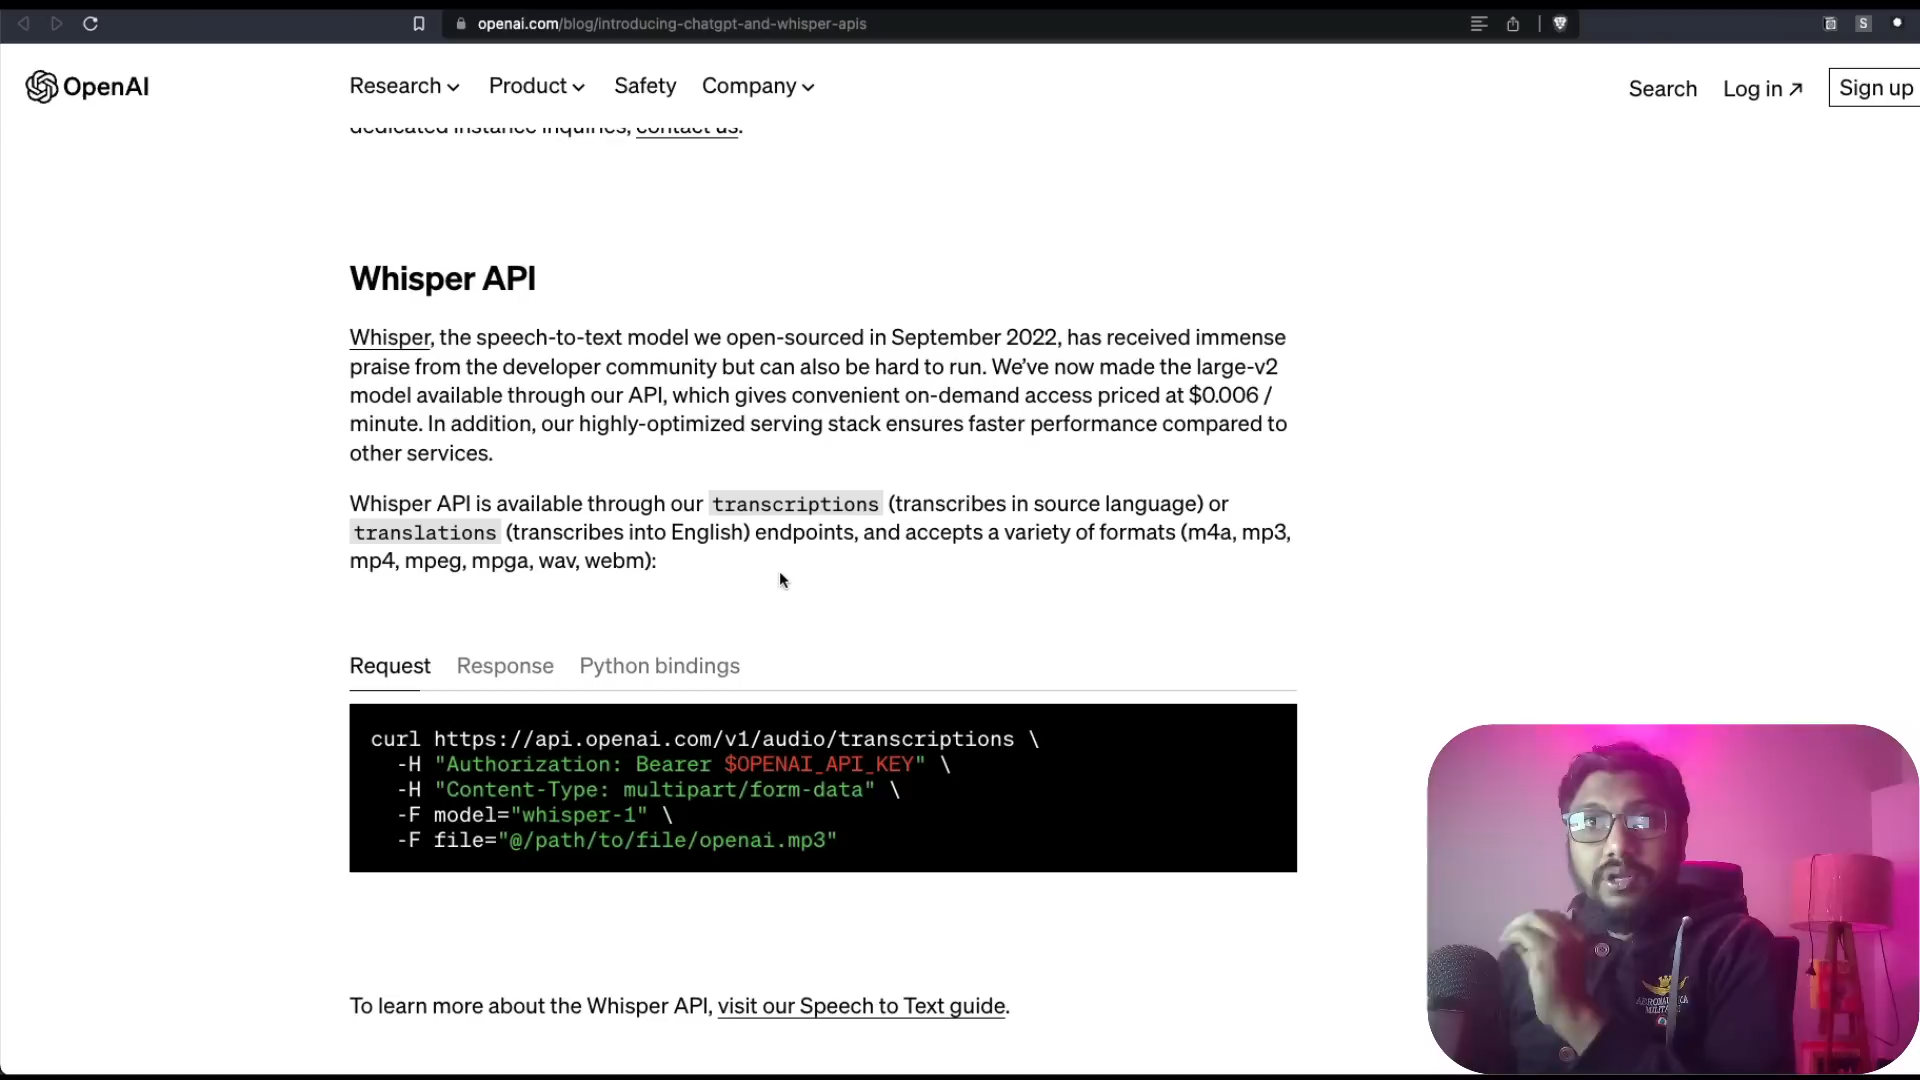 openai.com/blog/introducing-chatgpt-and-whisper-apis
S
OpenAI
Research Product Safety Company
Search Log in ↗ Sign up
dedicated instance inquiries, contact us.
Whisper API
Whisper, the speech-to-text model we open-sourced in September 2022, has received immense
praise from the developer community but can also be hard to run. We’ve now made the large-v2
model available through our API, which gives convenient on-demand access priced at $0.006 /
minute. In addition, our highly-optimized serving stack ensures faster performance compared to
other services.
Whisper API is available through our transcriptions (transcribes in source language) or
translations (transcribes into English) endpoints, and accepts a variety of formats (m4a, mp3,
mp4, mpeg, mpga, wav, webm):
Request Response Python bindings
curl https://api.openai.com/v1/audio/transcriptions \
-H "Authorization: Bearer $OPENAI_API_KEY" \
-H "Content-Type: multipart/form-data" \
-F model="whisper-1" \
-F file="@/path/to/file/openai.mp3"
To learn more about the Whisper API, visit our Speech to Text guide.